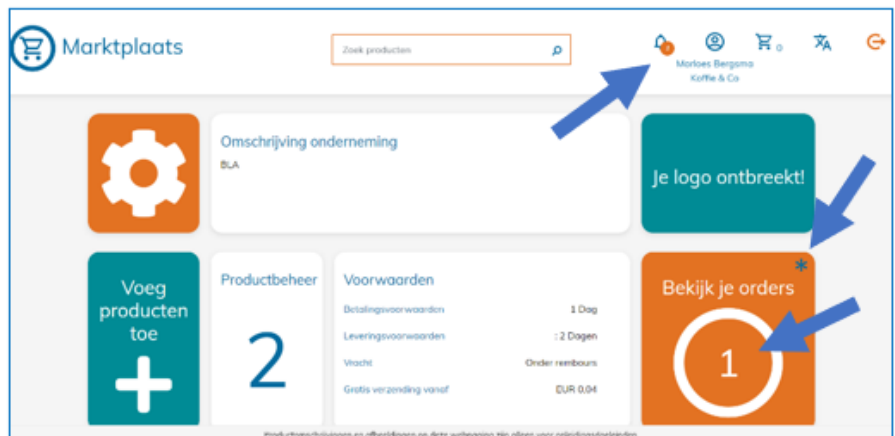 Marktplaats
Zoek producten
0
Marloes Bergsma
Koffie & Co
Omschrijving onderneming
BLA
Je logo ontbreekt!
Voeg
producten
toe
Productbeheer
2
Voorwaarden
Betalingsvoorwaarden 1 Dag
Leveringsvoorwaarden : 2 Dagen
Vracht Onder rembours
Gratis verzending vanaf EUR 0,04
Bekijk je orders
1